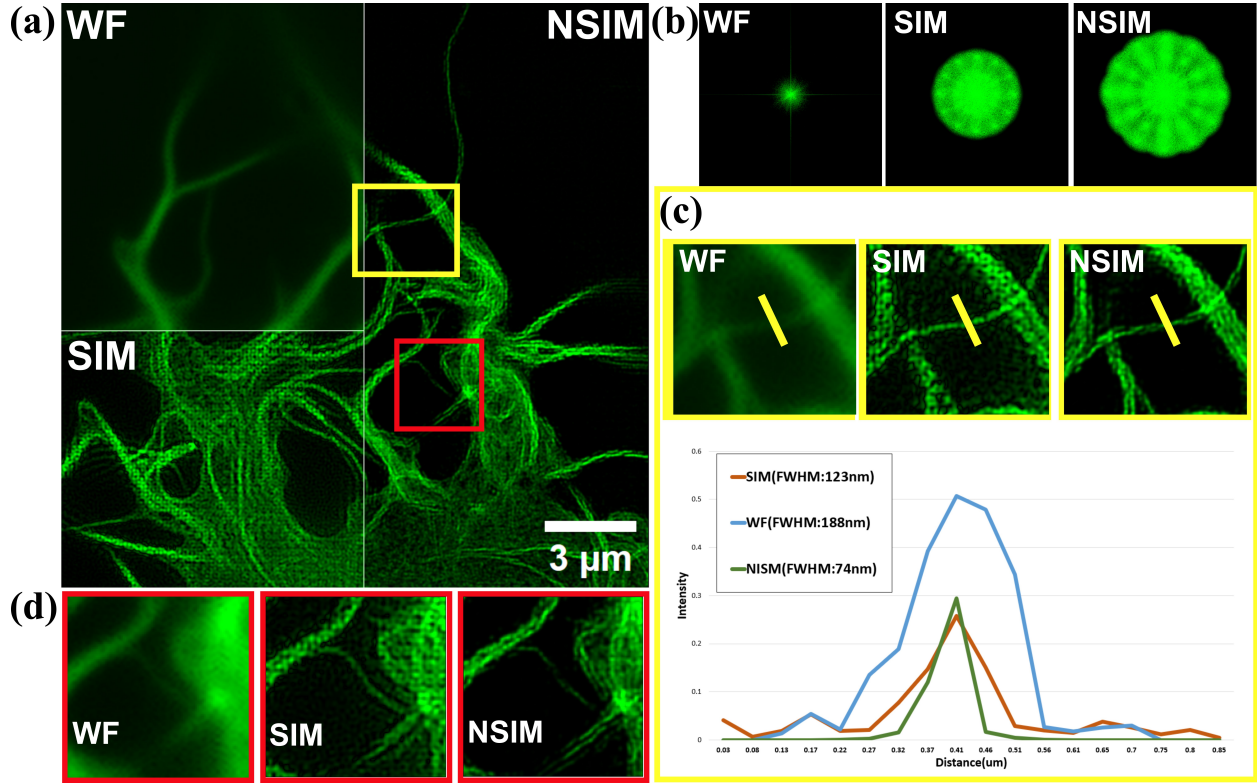 (a)
WF
NSIM
SIM
3 μm
(b)
WF
SIM
NSIM
(c)
WF
SIM
NSIM
0.6
0.5
0.4
0.3
0.2
0.1
0
Intensity
SIM(FWHM:123nm)
WF(FWHM:188nm)
NISM(FWHM:74nm)
0.03 0.08 0.13 0.17 0.22 0.27 0.32 0.37 0.41 0.46 0.51 0.56 0.61 0.65 0.7 0.75 0.8 0.85
Distance(um)
(d)
WF
SIM
NSIM